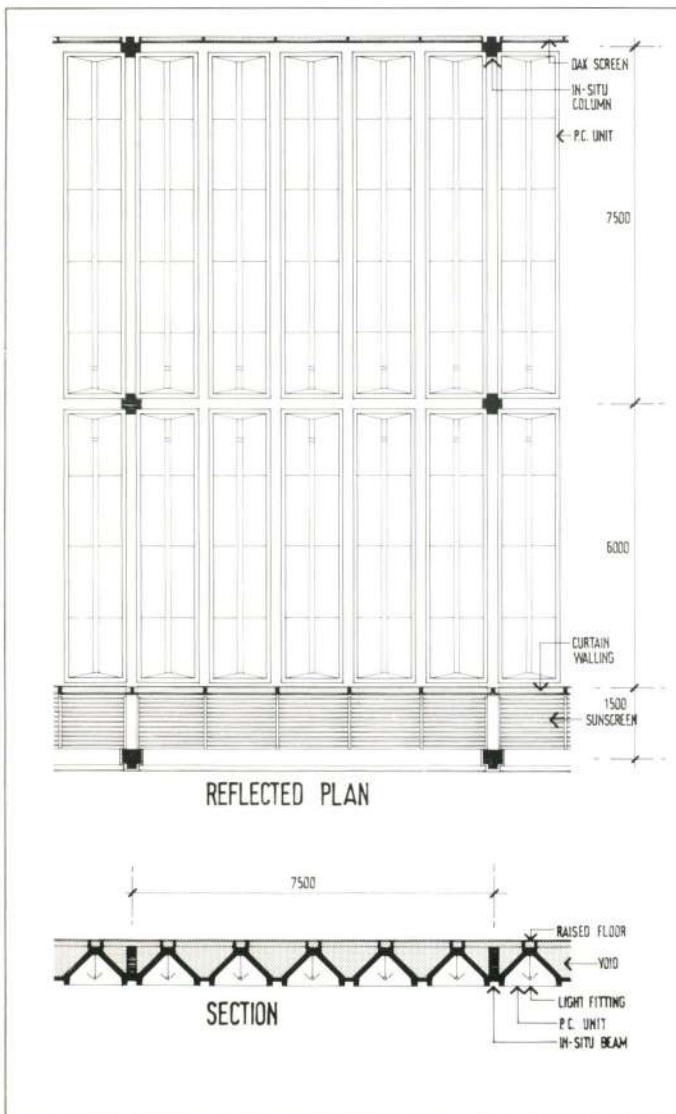 OAK SCREEN
IN-SITU
COLUMN
P.C. UNIT
7500
6000
CURTAIN
WALLING
1500
SUNSCREEN
REFLECTED PLAN
7500
RAISED FLOOR
VOID
LIGHT FITTING
P.C. UNIT
IN-SITU BEAM
SECTION